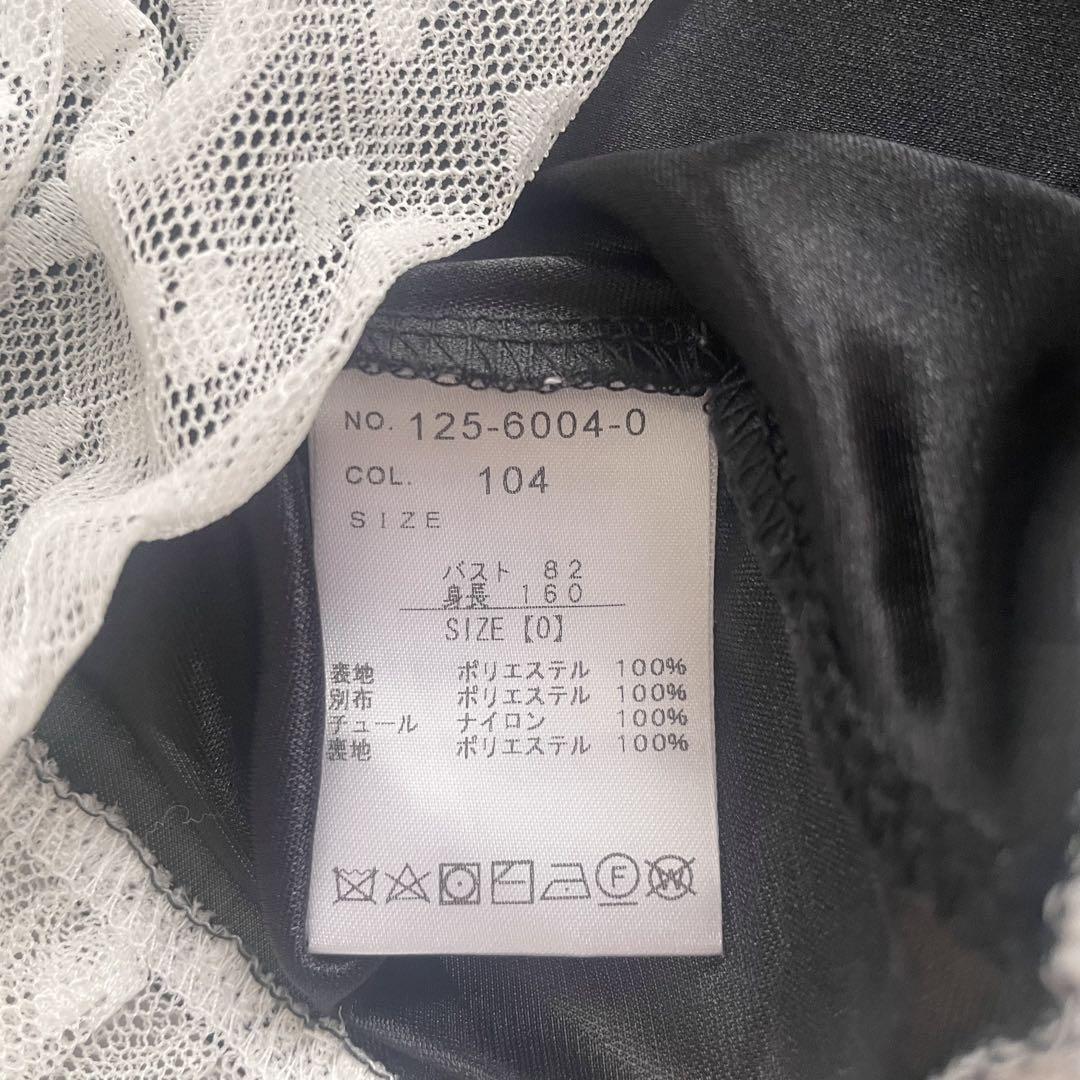 NO. 125-6004-0
COL. 104
SIZE
バスト 82
身長 160
SIZE【0】
表地 ポリエステル 100%
別布 ポリエステル 100%
チュール ナイロン 100%
裏地 ポリエステル 100%
F W